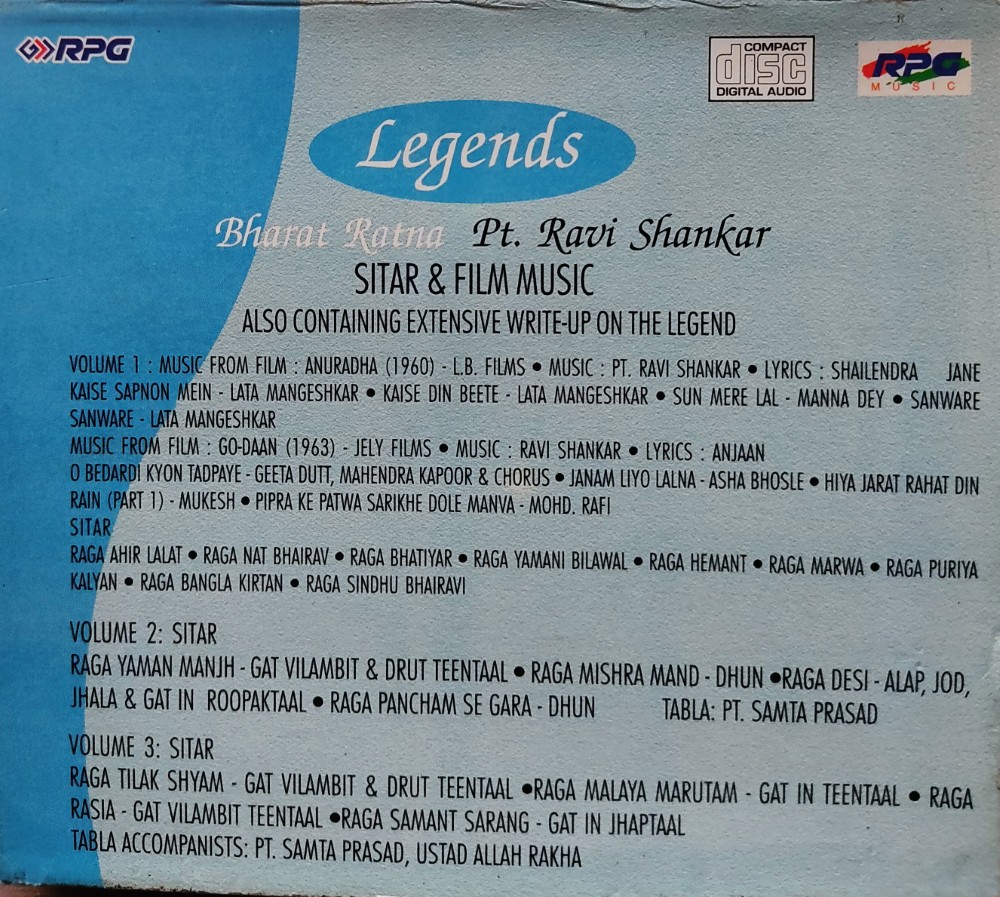 RPG
COMPACT
disc
DIGITAL AUDIO
RPG
MUSIC
Legends
Bharat Ratna Pt. Ravi Shankar
SITAR & FILM MUSIC
ALSO CONTAINING EXTENSIVE WRITE-UP ON THE LEGEND
VOLUME 1 : MUSIC FROM FILM : ANURADHA (1960) - L.B. FILMS • MUSIC : PT. RAVI SHANKAR • LYRICS : SHAILENDRA JANE
KAISE SAPNON MEIN - LATA MANGESHKAR • KAISE DIN BEETE - LATA MANGESHKAR • SUN MERE LAL - MANNA DEY • SANWARE
SANWARE - LATA MANGESHKAR
MUSIC FROM FILM : GO-DAAN (1963) - JELY FILMS • MUSIC : RAVI SHANKAR • LYRICS : ANJAAN
O BEDARDI KYON TADPAYE - GEETA DUTT, MAHENDRA KAPOOR & CHORUS • JANAM LIYO LALNA - ASHA BHOSLE • HIYA JARAT RAHAT DIN
RAIN (PART 1) - MUKESH • PIPRA KE PATWA SARIKHE DOLE MANVA - MOHD. RAFI
SITAR
RAGA AHIR LALAT • RAGA NAT BHAIRAV • RAGA BHATIYAR • RAGA YAMANI BILAWAL • RAGA HEMANT • RAGA MARWA • RAGA PURIYA
KALYAN • RAGA BANGLA KIRTAN • RAGA SINDHU BHAIRAVI
VOLUME 2: SITAR
RAGA YAMAN MANJH - GAT VILAMBIT & DRUT TEENTAAL • RAGA MISHRA MAND - DHUN •RAGA DESI - ALAP, JOD,
JHALA & GAT IN ROOPAKTAAL • RAGA PANCHAM SE GARA - DHUN TABLA: PT. SAMTA PRASAD
VOLUME 3: SITAR
RAGA TILAK SHYAM - GAT VILAMBIT & DRUT TEENTAAL •RAGA MALAYA MARUTAM - GAT IN TEENTAAL • RAGA
RASIA - GAT VILAMBIT TEENTAAL •RAGA SAMANT SARANG - GAT IN JHAPTAAL
TABLA ACCOMPANISTS: PT. SAMTA PRASAD, USTAD ALLAH RAKHA